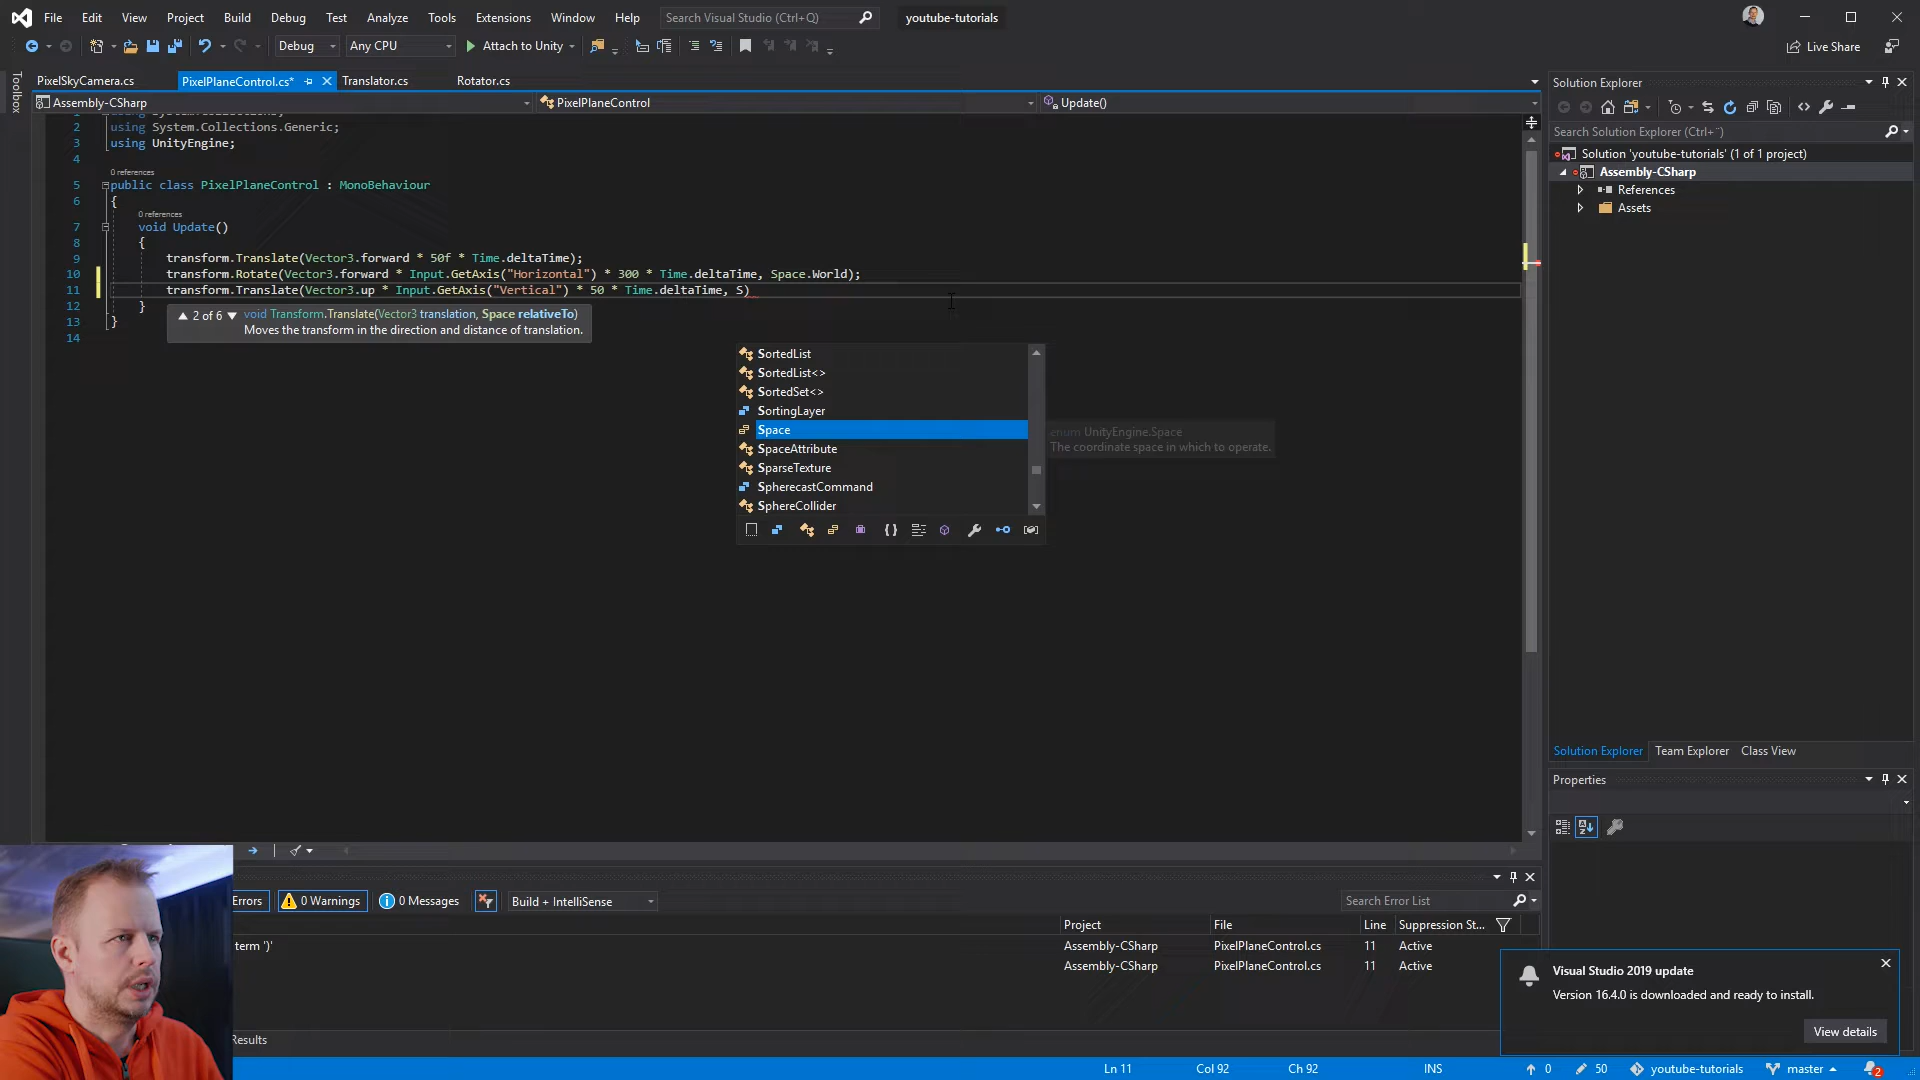 File Edit View Project Build Debug Test Analyze Tools Extensions Window Help Search Visual Studio (Ctrl+Q) youtube-tutorials
Debug Any CPU Attach to Unity Live Share
Toolbox
PixelSkyCamera.cs PixelPlaneControl.cs* Translator.cs Rotator.cs
Assembly-CSharp PixelPlaneControl Update()
2 using System.Collections.Generic;
3 using UnityEngine;
4
0 references
5 public class PixelPlaneControl : MonoBehaviour
6 {
0 references
7 void Update()
8 {
9 transform.Translate(Vector3.forward * 50f * Time.deltaTime);
10 transform.Rotate(Vector3.forward * Input.GetAxis("Horizontal") * 300 * Time.deltaTime, Space.World);
11 transform.Translate(Vector3.up * Input.GetAxis("Vertical") * 50 * Time.deltaTime, S)
12 }
13 }
14
2 of 6 void Transform.Translate(Vector3 translation, Space relativeTo)
Moves the transform in the direction and distance of translation.
SortedList
SortedList<>
SortedSet<>
SortingLayer
Space
SpaceAttribute
SparseTexture
SpherecastCommand
SphereCollider
enum UnityEngine.Space
The coordinate space in which to operate.
Solution Explorer
Search Solution Explorer (Ctrl+¨)
Solution 'youtube-tutorials' (1 of 1 project)
Assembly-CSharp
References
Assets
Solution Explorer Team Explorer Class View
Properties
Errors 0 Warnings 0 Messages Build + IntelliSense Search Error List
Project File Line Suppression St...
term ')' Assembly-CSharp PixelPlaneControl.cs 11 Active
Assembly-CSharp PixelPlaneControl.cs 11 Active
Results
Visual Studio 2019 update
Version 16.4.0 is downloaded and ready to install.
View details
Ln 11 Col 92 Ch 92 INS 0 50 youtube-tutorials master 2